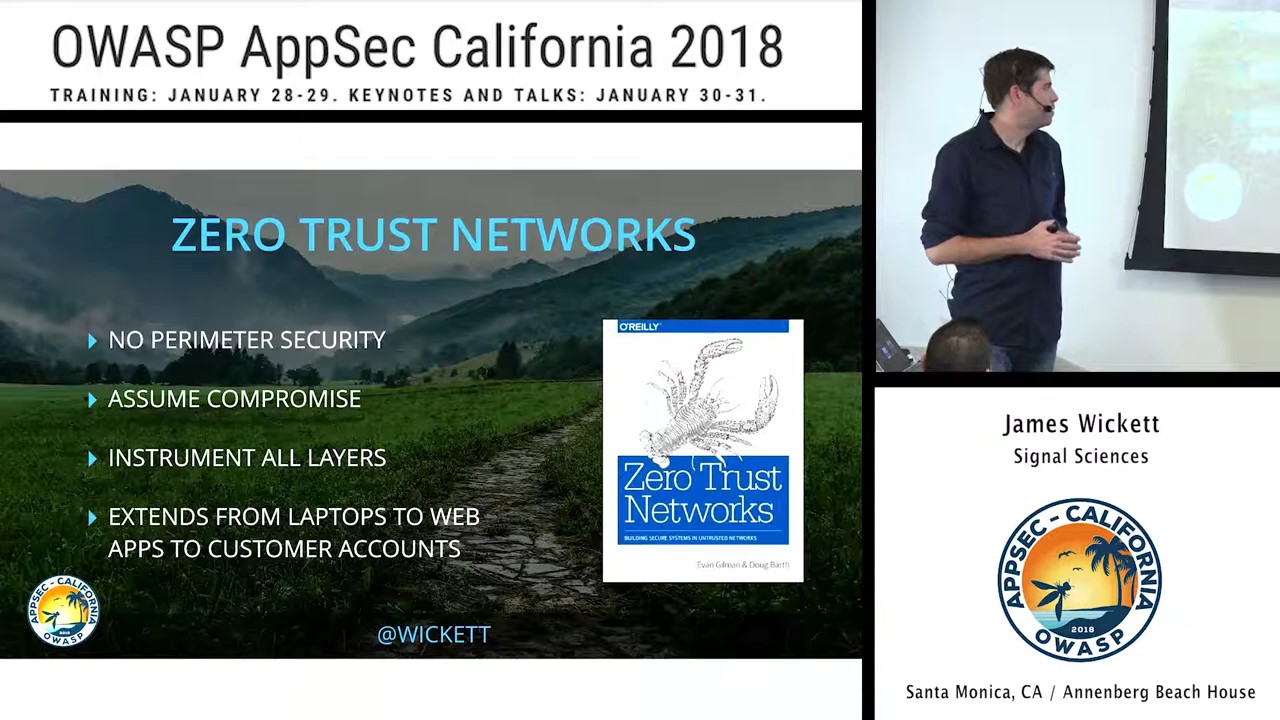 OWASP AppSec California 2018
TRAINING: JANUARY 28-29. KEYNOTES AND TALKS: JANUARY 30-31.
ZERO TRUST NETWORKS
NO PERIMETER SECURITY
ASSUME COMPROMISE
INSTRUMENT ALL LAYERS
EXTENDS FROM LAPTOPS TO WEB
APPS TO CUSTOMER ACCOUNTS
O'REILLY
Zero Trust
Networks
BUILDING SECURE SYSTEMS IN UNTRUSTED NETWORKS
Evan Gilman & Doug Barth
APPSEC - CALIFORNIA
2018
OWASP
@WICKETT
James Wickett
Signal Sciences
APPSEC - CALIFORNIA
2018
OWASP
Santa Monica, CA / Annenberg Beach House